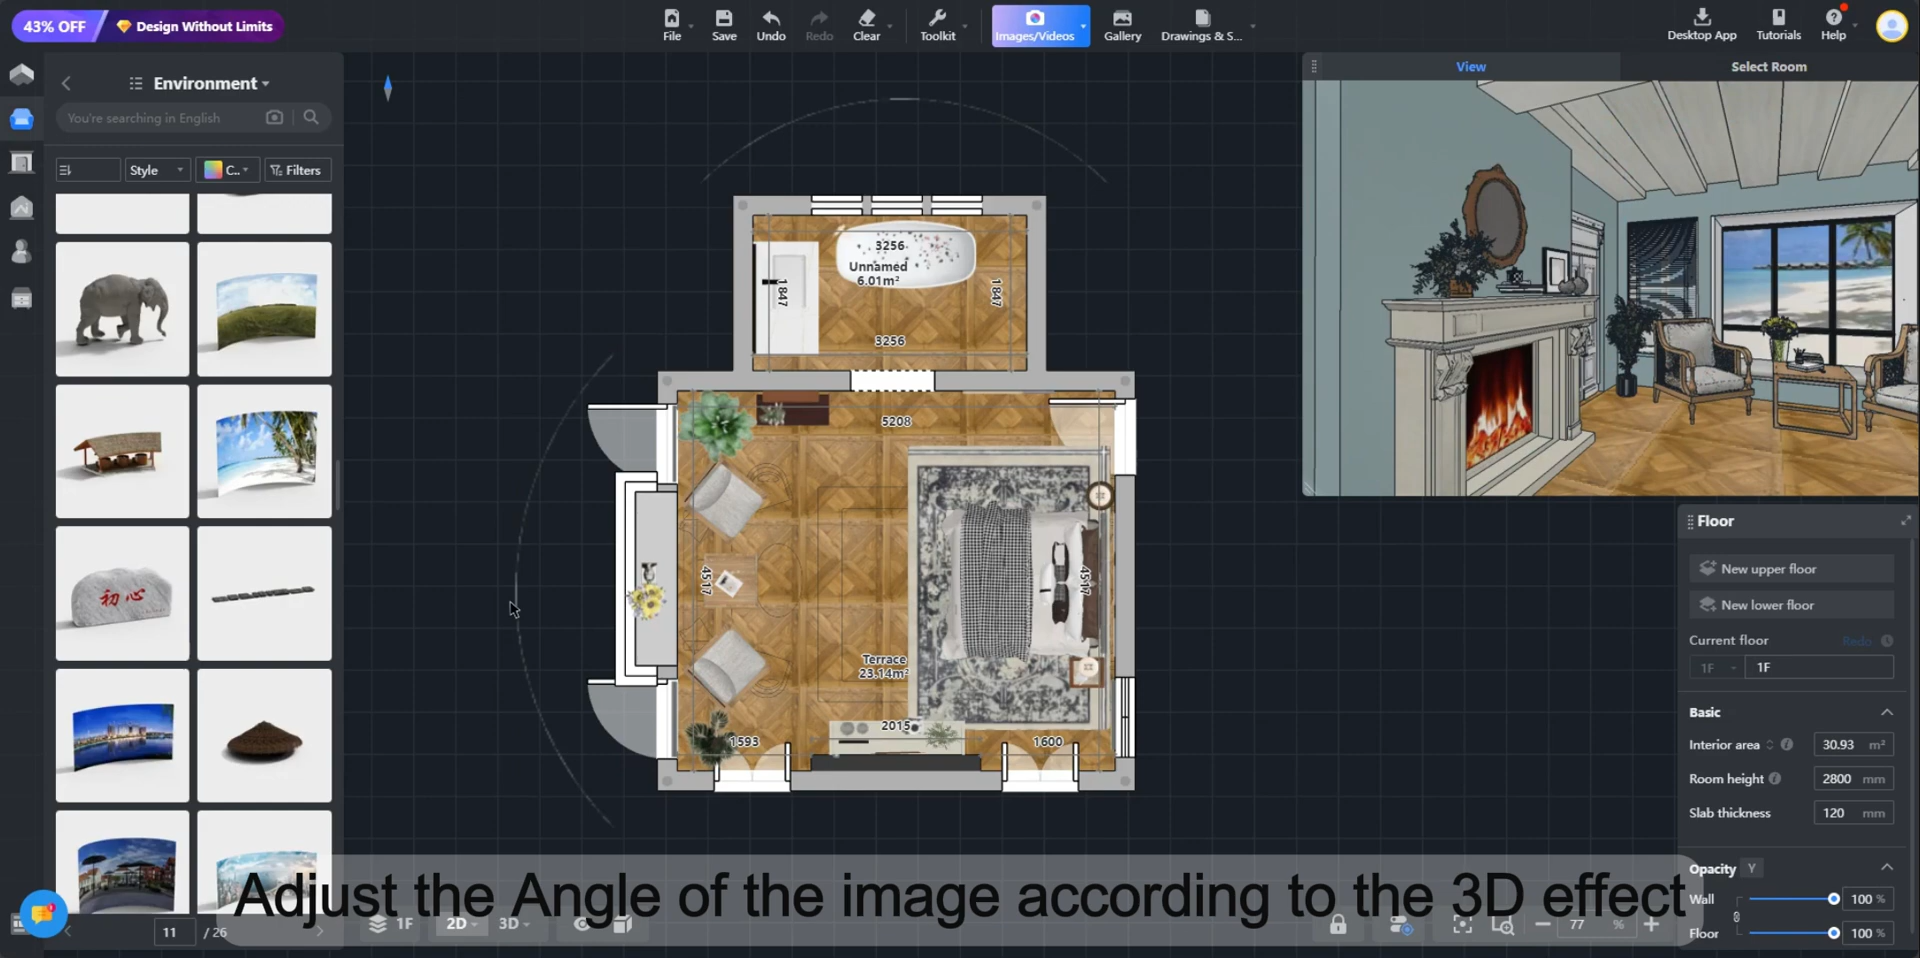 43% OFF
Design Without Limits
File
Save
Undo
Redo
Clear
Toolkit
Images/Videos
Gallery
Drawings & S...
Desktop App
Tutorials
Help
Environment
You're searching in English
Style
C..
Filters
View
Select Room
3256
Unnamed
6.01m²
1847
1847
3256
5208
4517
4517
Terrace
23.14m²
2015
1593
1600
初心
Floor
New upper floor
New lower floor
Current floor
Redo
1F
1F
Basic
Interior area
30.93 m²
Room height
2800 mm
Slab thickness
120 mm
Opacity Y
Wall
100 %
Floor
100 %
Adjust the Angle of the image according to the 3D effect
11 / 26
1F
2D
3D
77 %